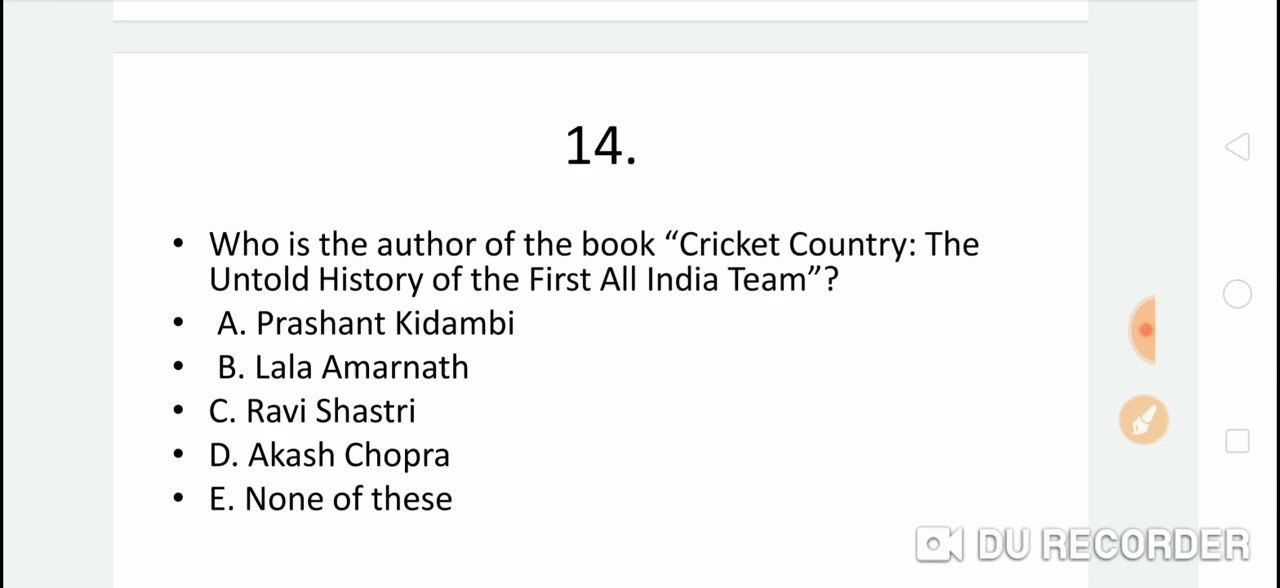 14.
• Who is the author of the book “Cricket Country: The
Untold History of the First All India Team”?
• A. Prashant Kidambi
• B. Lala Amarnath
• C. Ravi Shastri
• D. Akash Chopra
• E. None of these
DU RECORDER